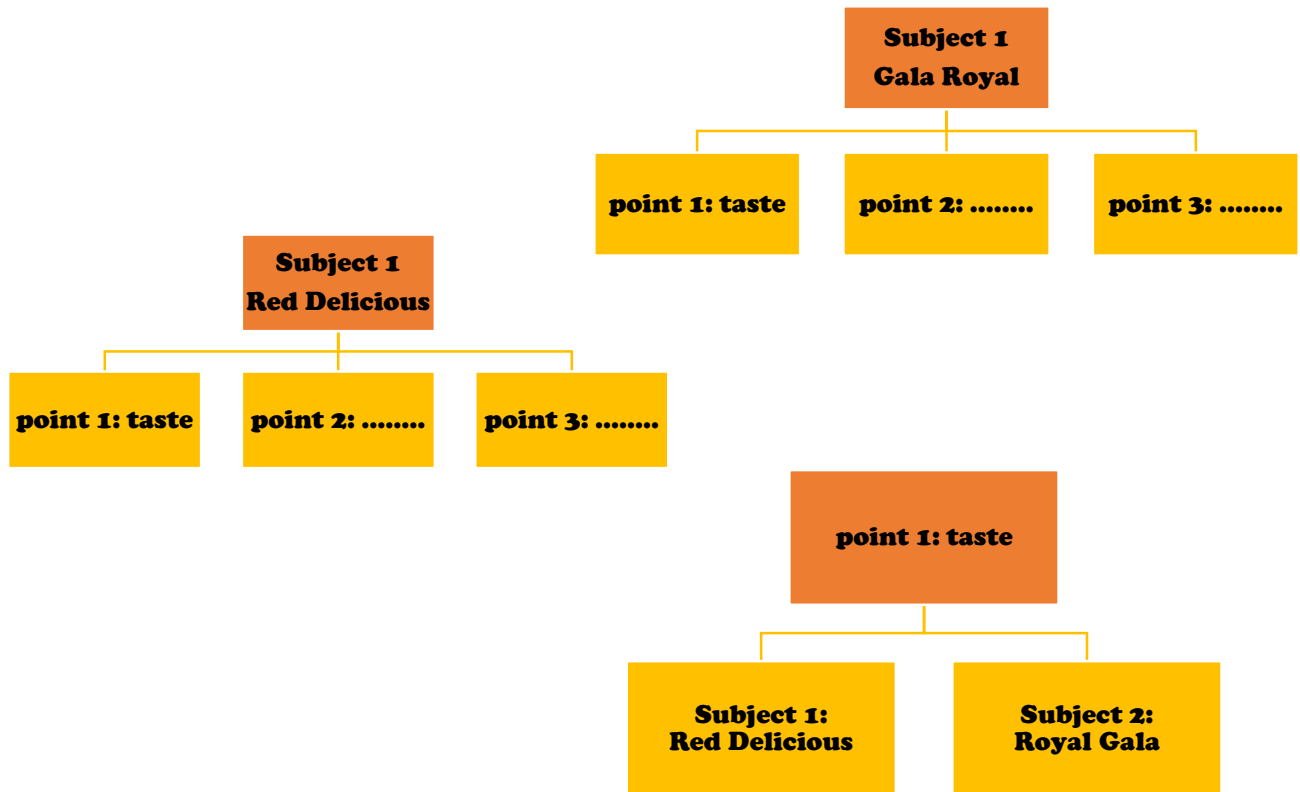 Subject 1
Gala Royal
point 1: taste
point 2: ........
point 3: ........
Subject 1
Red Delicious
point 1: taste
point 2: ........
point 3: ........
point 1: taste
Subject 1:
Red Delicious
Subject 2:
Royal Gala